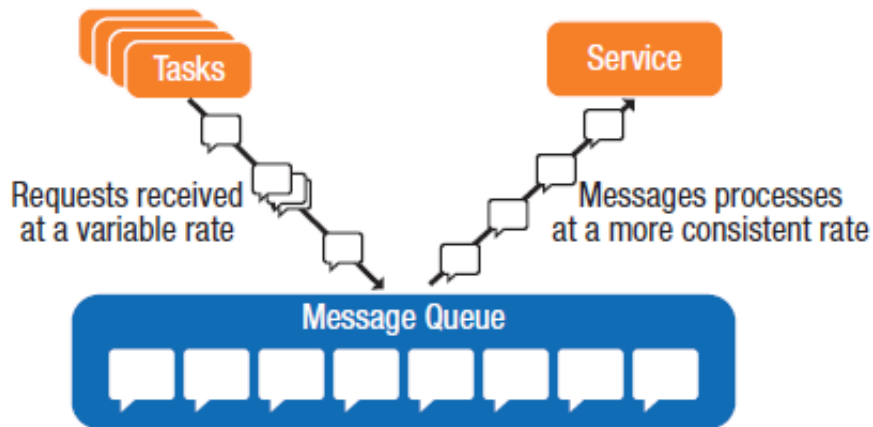 Tasks
Service
Requests received
at a variable rate
Messages processes
at a more consistent rate
Message Queue